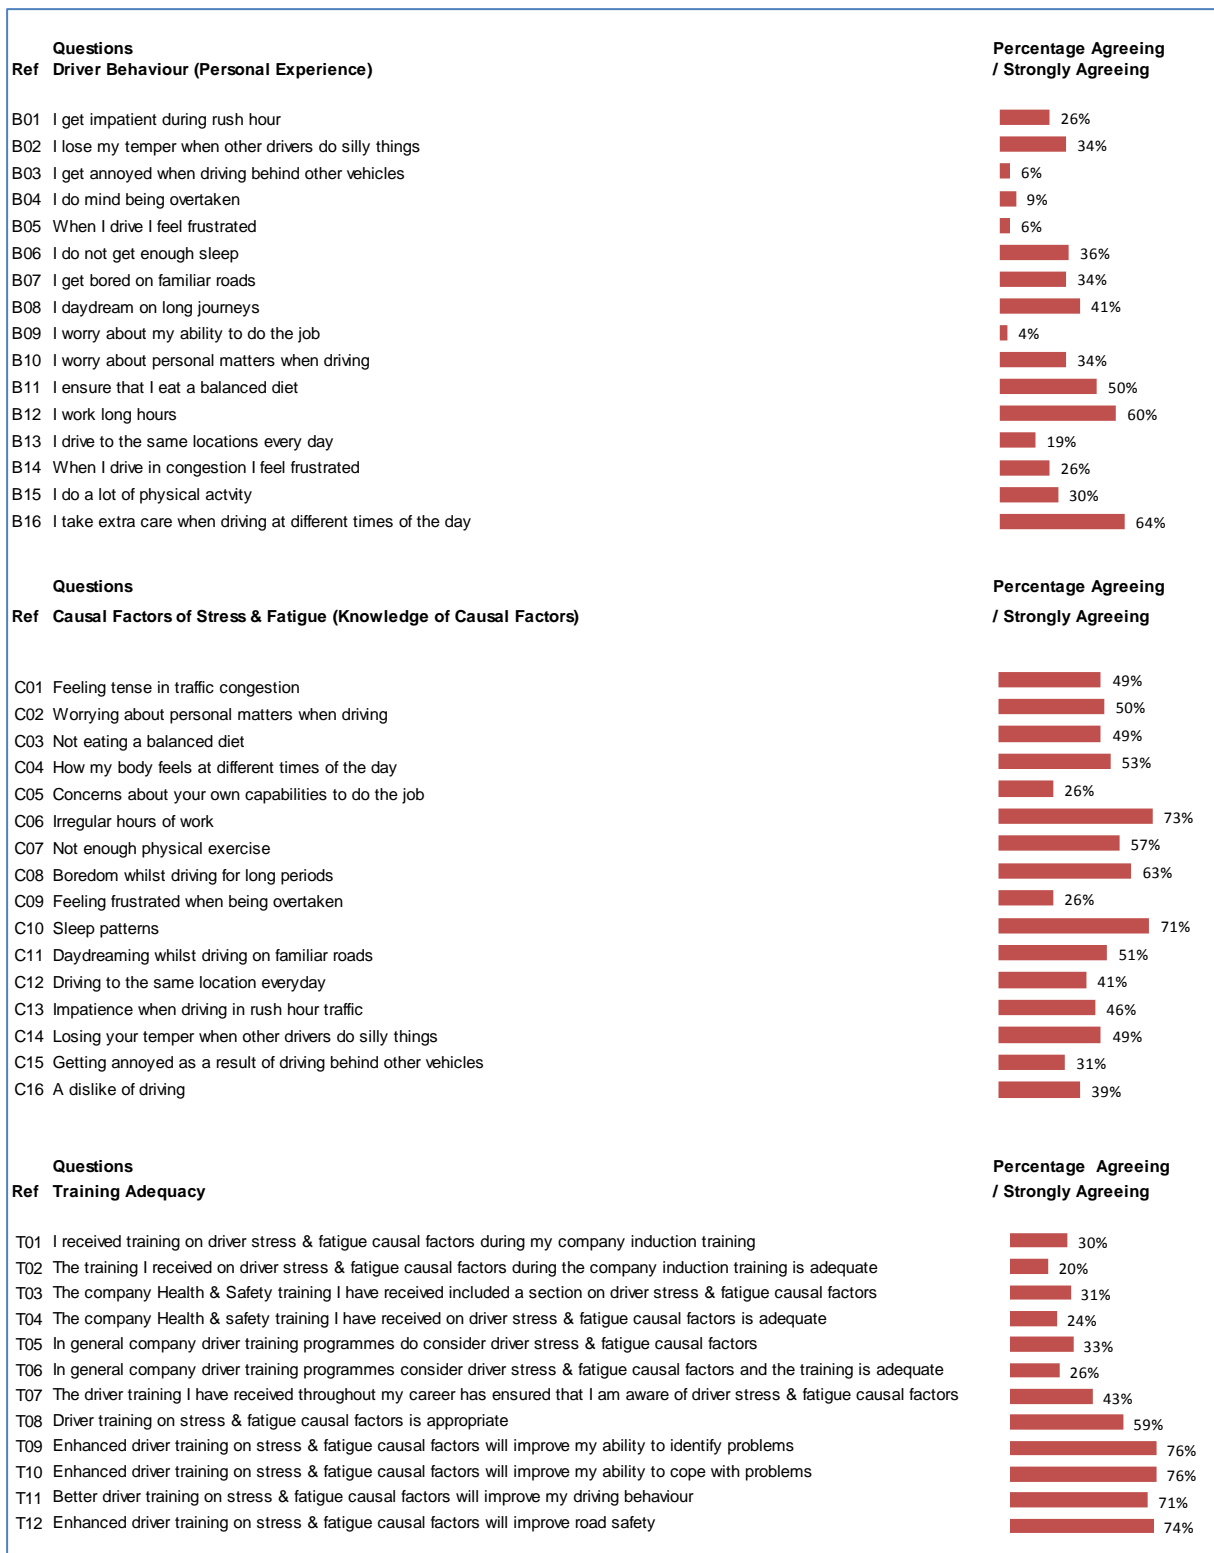 Questions Percentage Agreeing
Ref Driver Behaviour (Personal Experience) / Strongly Agreeing
B01 I get impatient during rush hour 26%
B02 I lose my temper when other drivers do silly things 34%
B03 I get annoyed when driving behind other vehicles 6%
B04 I do mind being overtaken 9%
B05 When I drive I feel frustrated 6%
B06 I do not get enough sleep 36%
B07 I get bored on familiar roads 34%
B08 I daydream on long journeys 41%
B09 I worry about my ability to do the job 4%
B10 I worry about personal matters when driving 34%
B11 I ensure that I eat a balanced diet 50%
B12 I work long hours 60%
B13 I drive to the same locations every day 19%
B14 When I drive in congestion I feel frustrated 26%
B15 I do a lot of physical actvity 30%
B16 I take extra care when driving at different times of the day 64%
Questions Percentage Agreeing
Ref Causal Factors of Stress & Fatigue (Knowledge of Causal Factors) / Strongly Agreeing
C01 Feeling tense in traffic congestion 49%
C02 Worrying about personal matters when driving 50%
C03 Not eating a balanced diet 49%
C04 How my body feels at different times of the day 53%
C05 Concerns about your own capabilities to do the job 26%
C06 Irregular hours of work 73%
C07 Not enough physical exercise 57%
C08 Boredom whilst driving for long periods 63%
C09 Feeling frustrated when being overtaken 26%
C10 Sleep patterns 71%
C11 Daydreaming whilst driving on familiar roads 51%
C12 Driving to the same location everyday 41%
C13 Impatience when driving in rush hour traffic 46%
C14 Losing your temper when other drivers do silly things 49%
C15 Getting annoyed as a result of driving behind other vehicles 31%
C16 A dislike of driving 39%
Questions Percentage Agreeing
Ref Training Adequacy / Strongly Agreeing
T01 I received training on driver stress & fatigue causal factors during my company induction training 30%
T02 The training I received on driver stress & fatigue causal factors during the company induction training is adequate 20%
T03 The company Health & Safety training I have received included a section on driver stress & fatigue causal factors 31%
T04 The company Health & safety training I have received on driver stress & fatigue causal factors is adequate 24%
T05 In general company driver training programmes do consider driver stress & fatigue causal factors 33%
T06 In general company driver training programmes consider driver stress & fatigue causal factors and the training is adequate 26%
T07 The driver training I have received throughout my career has ensured that I am aware of driver stress & fatigue causal factors 43%
T08 Driver training on stress & fatigue causal factors is appropriate 59%
T09 Enhanced driver training on stress & fatigue causal factors will improve my ability to identify problems 76%
T10 Enhanced driver training on stress & fatigue causal factors will improve my ability to cope with problems 76%
T11 Better driver training on stress & fatigue causal factors will improve my driving behaviour 71%
T12 Enhanced driver training on stress & fatigue causal factors will improve road safety 74%